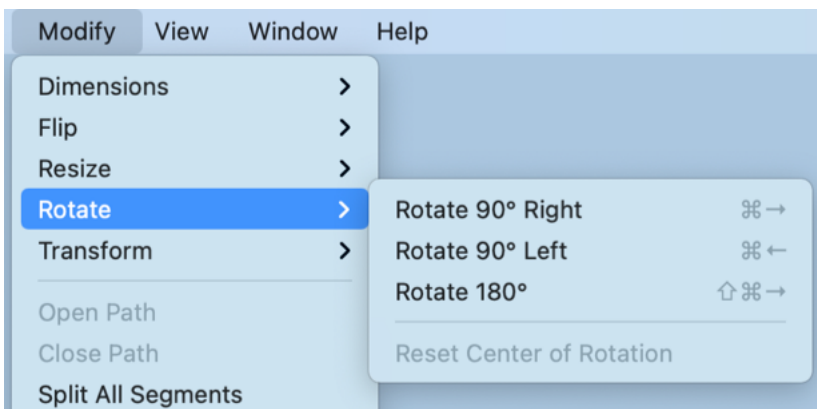 Modify View Window Help
Dimensions
Flip
Resize
Rotate
Transform
Open Path
Close Path
Split All Segments
Rotate 90° Right ⌘→
Rotate 90° Left ⌘←
Rotate 180° ⇧⌘→
Reset Center of Rotation